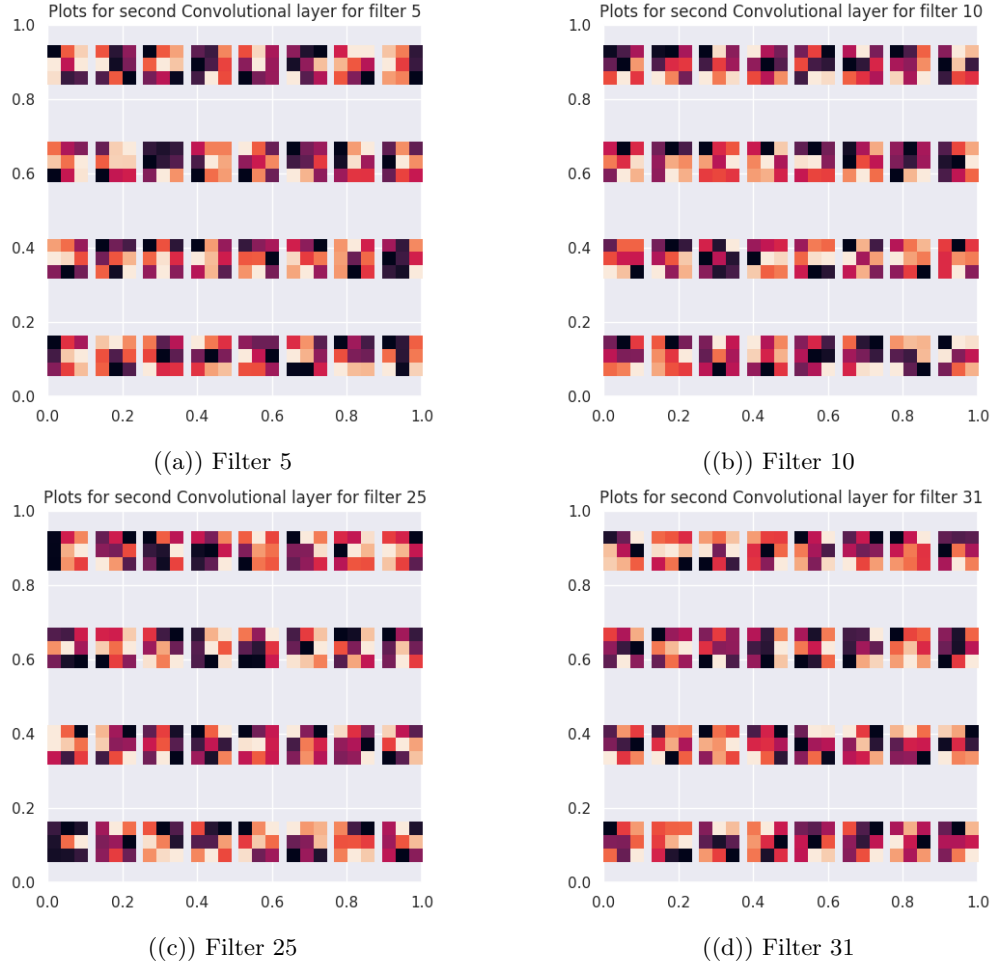 Plots for second Convolutional layer for filter 5
1.0
0.8
0.6
0.4
0.2
0.0
0.0 0.2 0.4 0.6 0.8 1.0
((a)) Filter 5
Plots for second Convolutional layer for filter 10
1.0
0.8
0.6
0.4
0.2
0.0
0.0 0.2 0.4 0.6 0.8 1.0
((b)) Filter 10
Plots for second Convolutional layer for filter 25
1.0
0.8
0.6
0.4
0.2
0.0
0.0 0.2 0.4 0.6 0.8 1.0
((c)) Filter 25
Plots for second Convolutional layer for filter 31
1.0
0.8
0.6
0.4
0.2
0.0
0.0 0.2 0.4 0.6 0.8 1.0
((d)) Filter 31